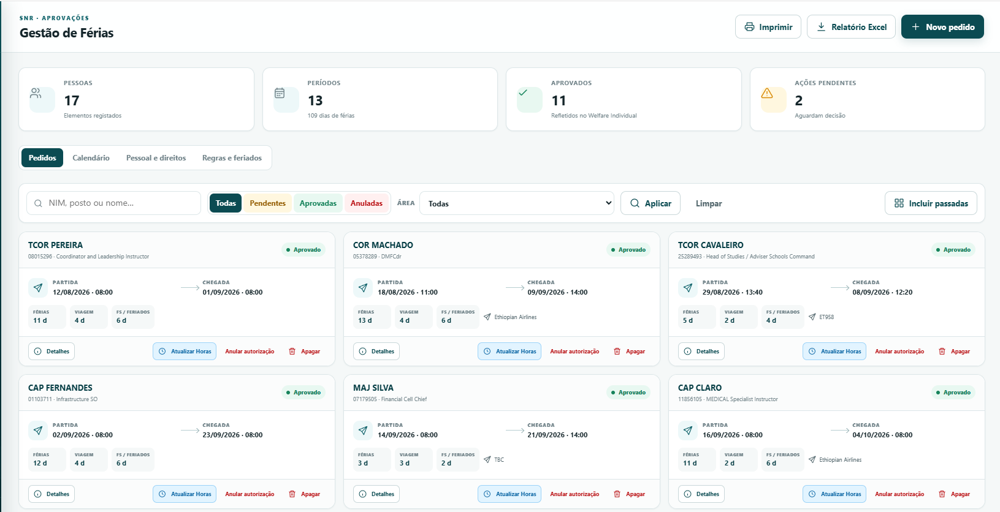 SNR · APROVAÇÕES
Gestão de Férias
Imprimir
Relatório Excel
Novo pedido
PESSOAS
17
Elementos registados
PERÍODOS
13
109 dias de férias
APROVADOS
11
Refletidos no Welfare Individual
AÇÕES PENDENTES
2
Aguardam decisão
Pedidos
Calendário
Pessoal e direitos
Regras e feriados
NIM, posto ou nome...
Todas
Pendentes
Aprovadas
Anuladas
ÁREA
Todas
Aplicar
Limpar
Incluir passadas
TCOR PEREIRA
08015296 · Coordinator and Leadership Instructor
Aprovado
PARTIDA
12/08/2026 · 08:00
CHEGADA
01/09/2026 · 08:00
FÉRIAS
11 d
VIAGEM
4 d
FS / FERIADOS
6 d
Detalhes
Atualizar Horas
Anular autorização
Apagar
COR MACHADO
05378289 · DMFCdr
Aprovado
PARTIDA
18/08/2026 · 11:00
CHEGADA
09/09/2026 · 14:00
FÉRIAS
13 d
VIAGEM
4 d
FS / FERIADOS
6 d
Ethiopian Airlines
Detalhes
Atualizar Horas
Anular autorização
Apagar
TCOR CAVALEIRO
25289493 · Head of Studies / Adviser Schools Command
Aprovado
PARTIDA
29/08/2026 · 13:40
CHEGADA
08/09/2026 · 12:20
FÉRIAS
5 d
VIAGEM
2 d
FS / FERIADOS
4 d
ET958
Detalhes
Atualizar Horas
Anular autorização
Apagar
CAP FERNANDES
01103711 · Infrastructure SO
Aprovado
PARTIDA
02/09/2026 · 08:00
CHEGADA
23/09/2026 · 08:00
FÉRIAS
12 d
VIAGEM
4 d
FS / FERIADOS
6 d
Detalhes
Atualizar Horas
Anular autorização
Apagar
MAJ SILVA
07179505 · Financial Cell Chief
Aprovado
PARTIDA
14/09/2026 · 08:00
CHEGADA
21/09/2026 · 14:00
FÉRIAS
3 d
VIAGEM
3 d
FS / FERIADOS
2 d
TBC
Detalhes
Atualizar Horas
Anular autorização
Apagar
CAP CLARO
11856105 · MEDICAL Specialist Instructor
Aprovado
PARTIDA
16/09/2026 · 08:00
CHEGADA
04/10/2026 · 08:00
FÉRIAS
11 d
VIAGEM
2 d
FS / FERIADOS
6 d
Ethiopian Airlines
Detalhes
Atualizar Horas
Anular autorização
Apagar